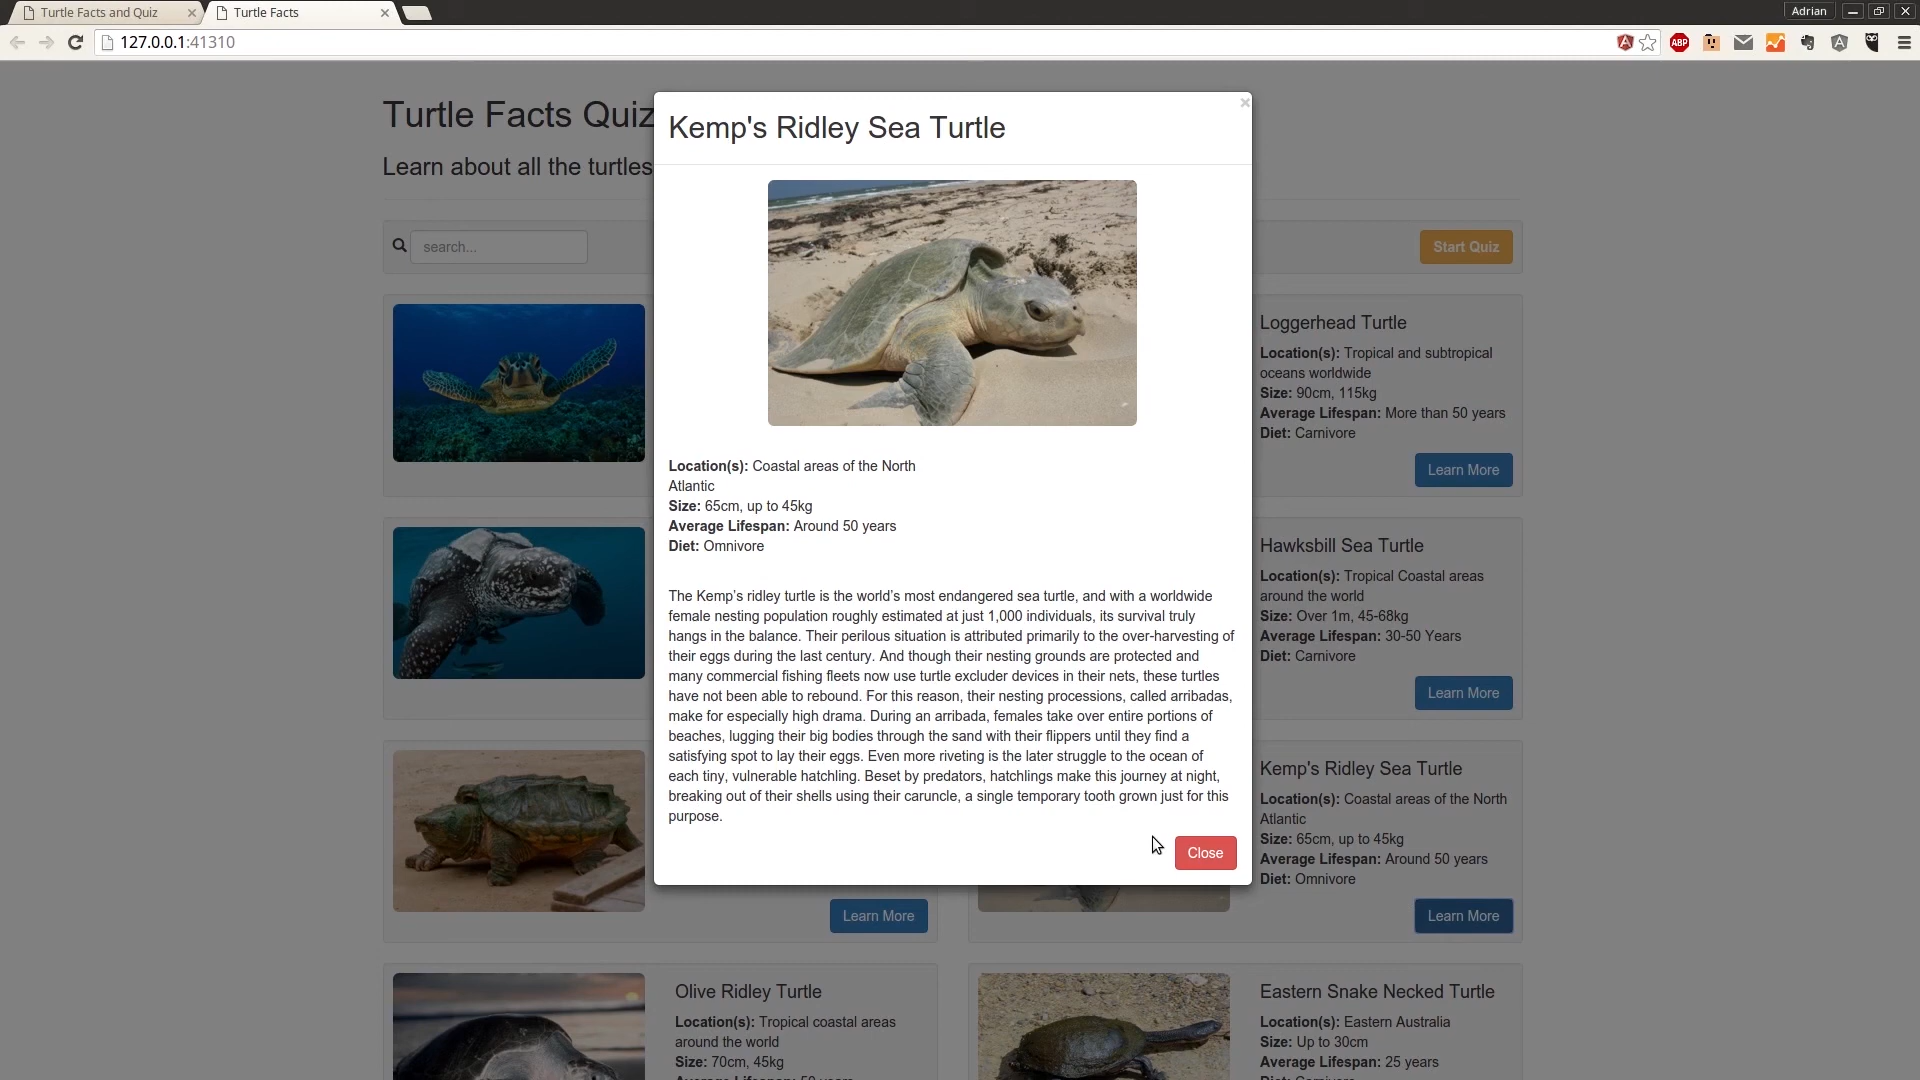 Turtle Facts and Quiz
Turtle Facts
Adrian
127.0.0.1:41310
ABP
Turtle Facts Quiz
Learn about all the turtles
search...
Start Quiz
Kemp's Ridley Sea Turtle
Location(s): Coastal areas of the North
Atlantic
Size: 65cm, up to 45kg
Average Lifespan: Around 50 years
Diet: Omnivore
The Kemp’s ridley turtle is the world’s most endangered sea turtle, and with a worldwide
female nesting population roughly estimated at just 1,000 individuals, its survival truly
hangs in the balance. Their perilous situation is attributed primarily to the over-harvesting of
their eggs during the last century. And though their nesting grounds are protected and
many commercial fishing fleets now use turtle excluder devices in their nets, these turtles
have not been able to rebound. For this reason, their nesting processions, called arribadas,
make for especially high drama. During an arribada, females take over entire portions of
beaches, lugging their big bodies through the sand with their flippers until they find a
satisfying spot to lay their eggs. Even more riveting is the later struggle to the ocean of
each tiny, vulnerable hatchling. Beset by predators, hatchlings make this journey at night,
breaking out of their shells using their caruncle, a single temporary tooth grown just for this
purpose.
Close
Loggerhead Turtle
Location(s): Tropical and subtropical
oceans worldwide
Size: 90cm, 115kg
Average Lifespan: More than 50 years
Diet: Carnivore
Learn More
Hawksbill Sea Turtle
Location(s): Tropical Coastal areas
around the world
Size: Over 1m, 45-68kg
Average Lifespan: 30-50 Years
Diet: Carnivore
Learn More
Learn More
Kemp's Ridley Sea Turtle
Location(s): Coastal areas of the North
Atlantic
Size: 65cm, up to 45kg
Average Lifespan: Around 50 years
Diet: Omnivore
Learn More
Olive Ridley Turtle
Location(s): Tropical coastal areas
around the world
Size: 70cm, 45kg
Average Lifespan: 50 years
Eastern Snake Necked Turtle
Location(s): Eastern Australia
Size: Up to 30cm
Average Lifespan: 25 years
Diet: Carnivore